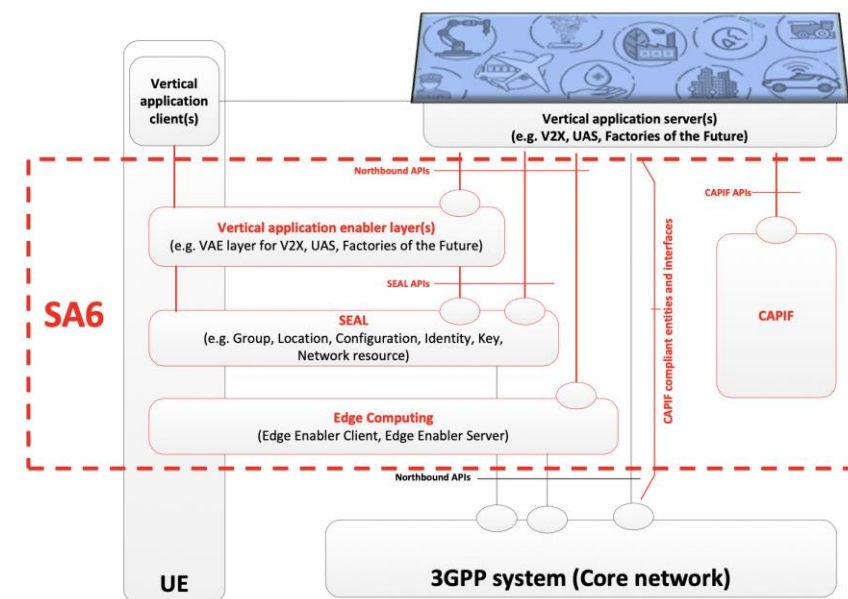 Vertical
application
client(s)
Vertical application server(s)
(e.g. V2X, UAS, Factories of the Future)
Northbound APIs
CAPIF APIs
Vertical application enabler layer(s)
(e.g. VAE layer for V2X, UAS, Factories of the Future)
SEAL APIs
SA6
SEAL
(e.g. Group, Location, Configuration, Identity, Key,
Network resource)
CAPIF compliant entities and interfaces
CAPIF
Edge Computing
(Edge Enabler Client, Edge Enabler Server)
Northbound APIs
UE
3GPP system (Core network)